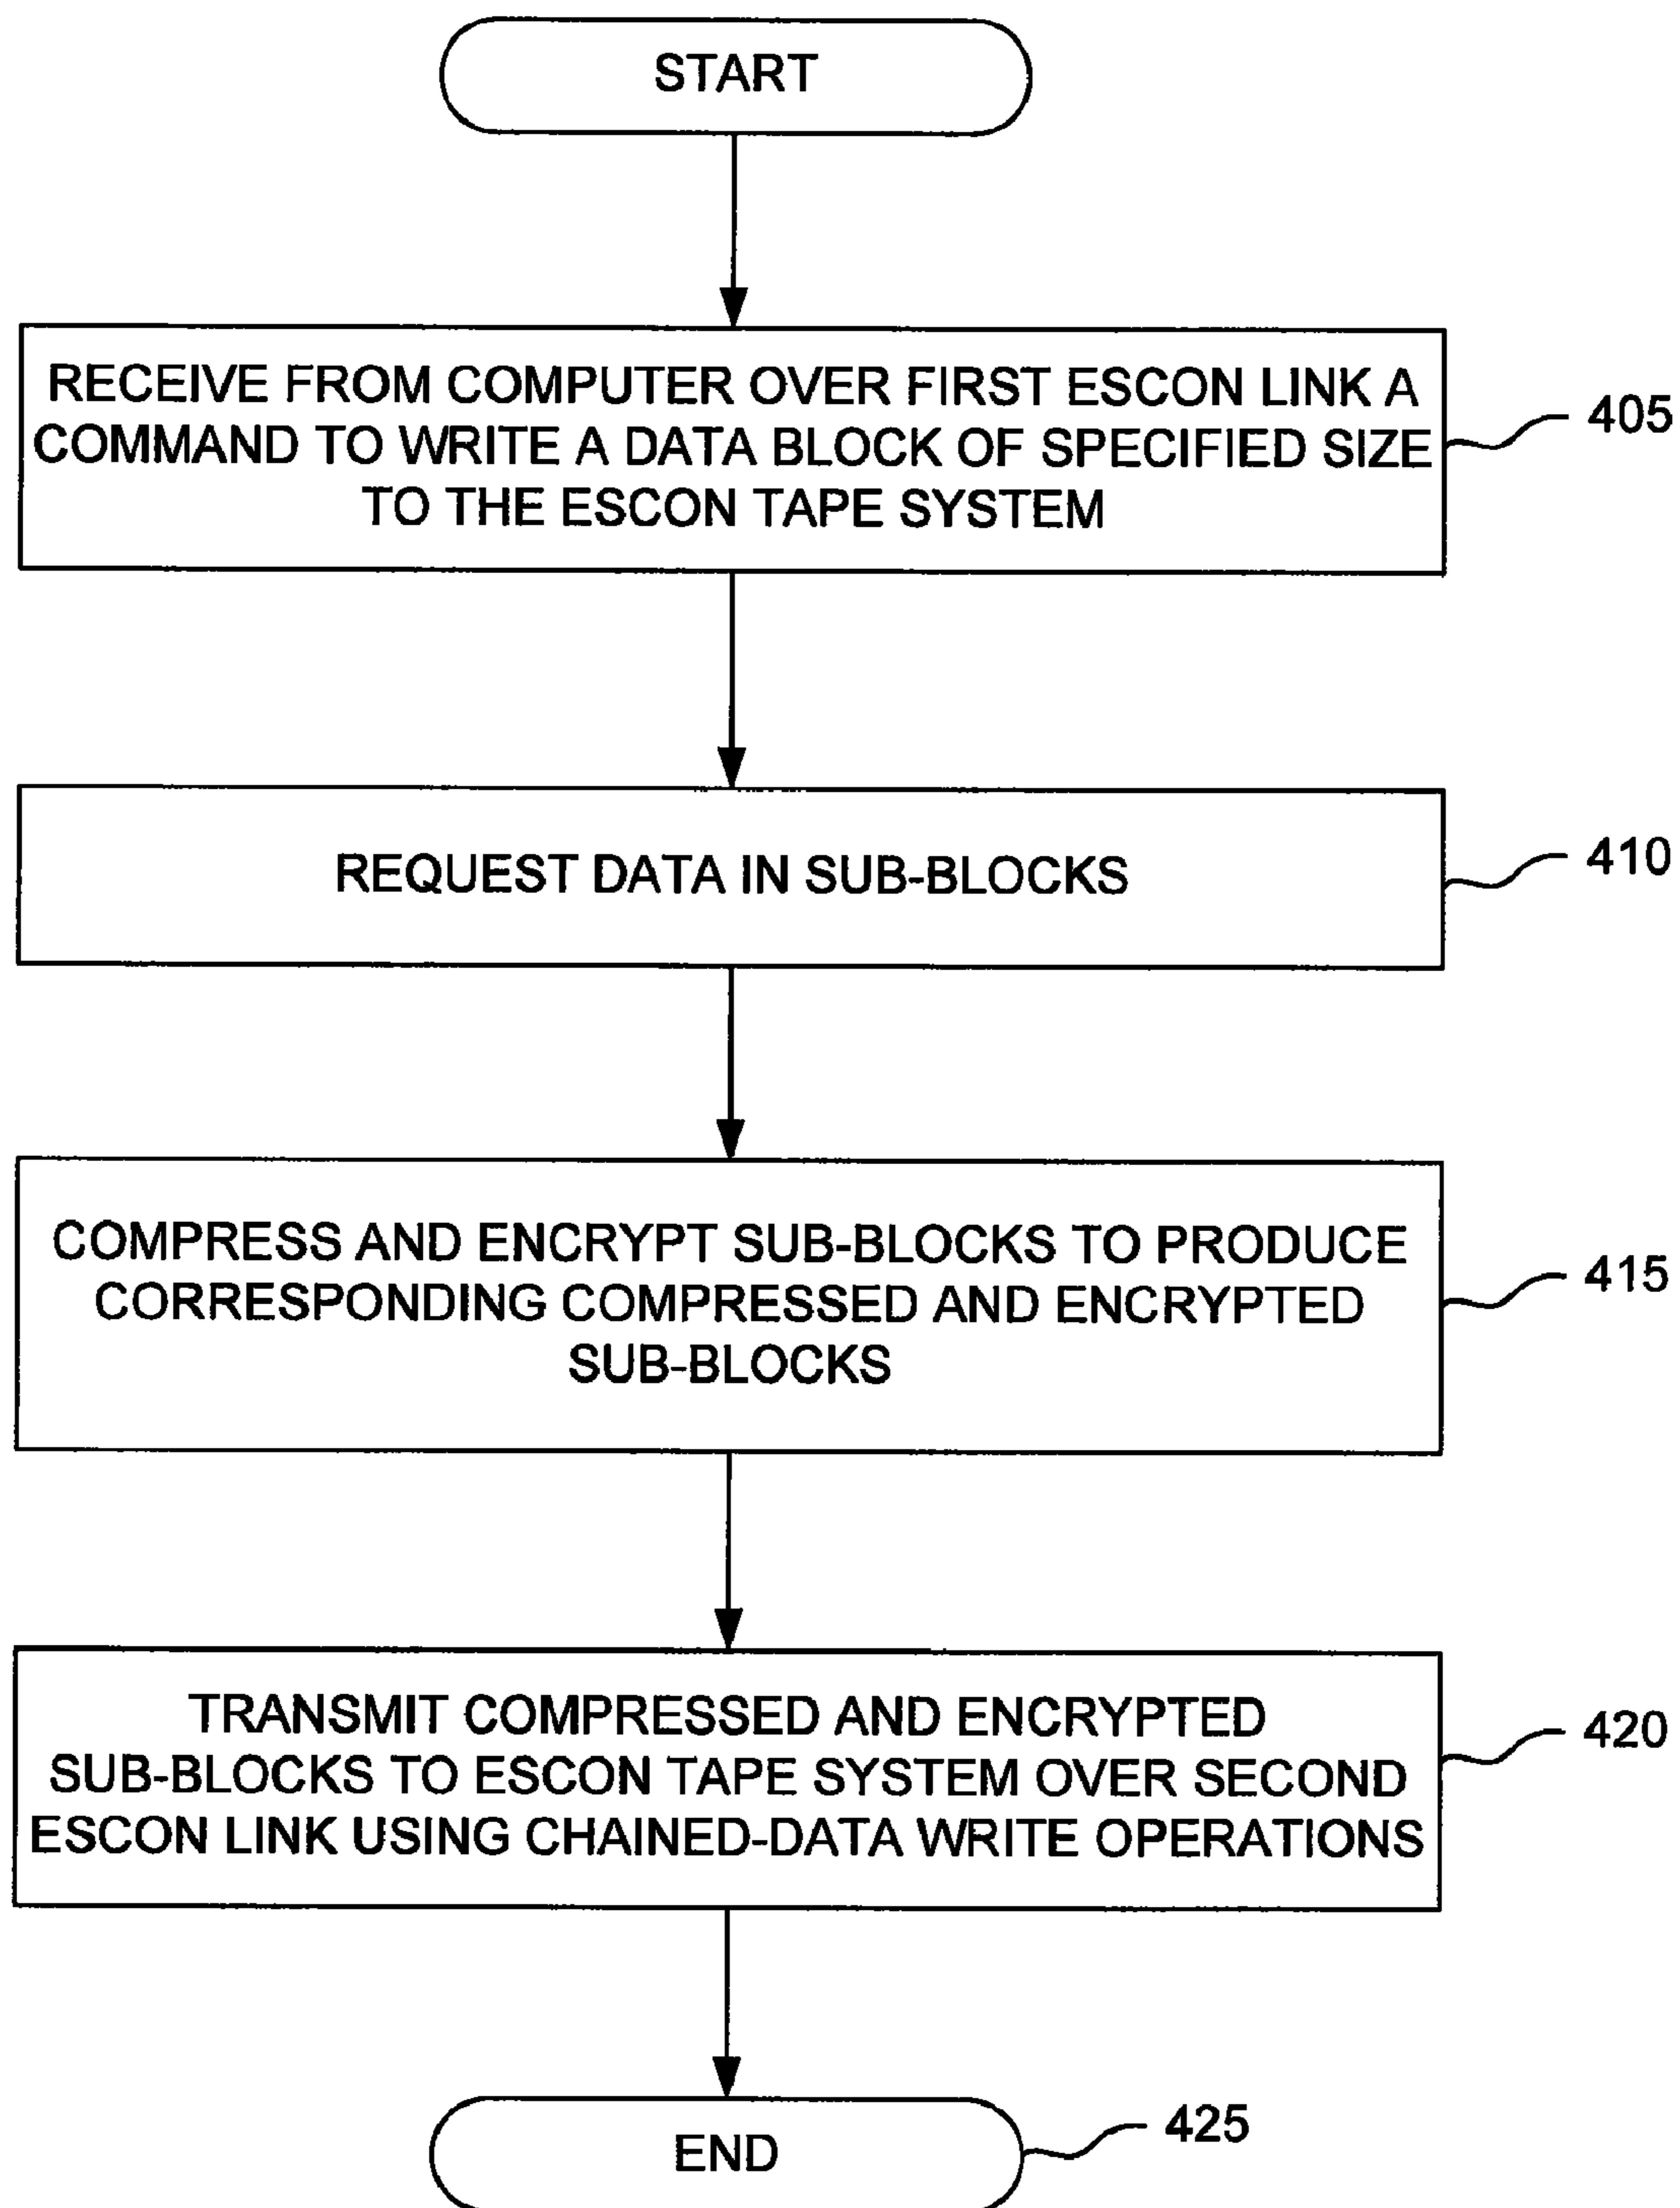 START
RECEIVE FROM COMPUTER OVER FIRST ESCON LINK A
COMMAND TO WRITE A DATA BLOCK OF SPECIFIED SIZE
TO THE ESCON TAPE SYSTEM
405
REQUEST DATA IN SUB-BLOCKS
410
COMPRESS AND ENCRYPT SUB-BLOCKS TO PRODUCE
CORRESPONDING COMPRESSED AND ENCRYPTED
SUB-BLOCKS
415
TRANSMIT COMPRESSED AND ENCRYPTED
SUB-BLOCKS TO ESCON TAPE SYSTEM OVER SECOND
ESCON LINK USING CHAINED-DATA WRITE OPERATIONS
420
END
425